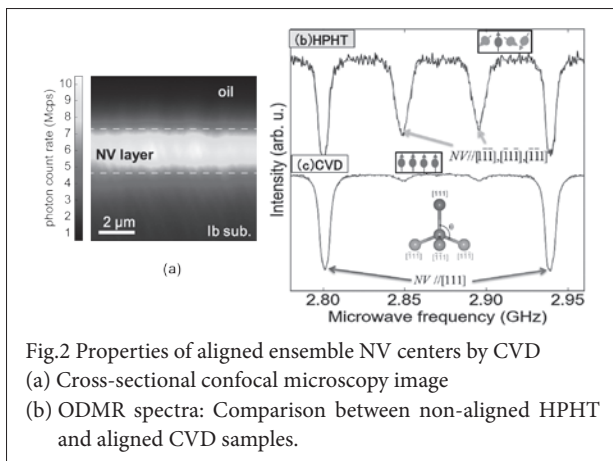 photon count rate (Mcps)
10
9
8
7
6
5
4
3
2
1
oil
NV layer
2 μm
Ib sub.
(a)
Intensity (arb. u.)
(b)HPHT
(c)CVD
[111]
θ
NV //[111]
2.80 2.85 2.90 2.95
Microwave frequency (GHz)
Fig.2 Properties of aligned ensemble NV centers by CVD
(a) Cross-sectional confocal microscopy image
(b) ODMR spectra: Comparison between non-aligned HPHT
and aligned CVD samples.